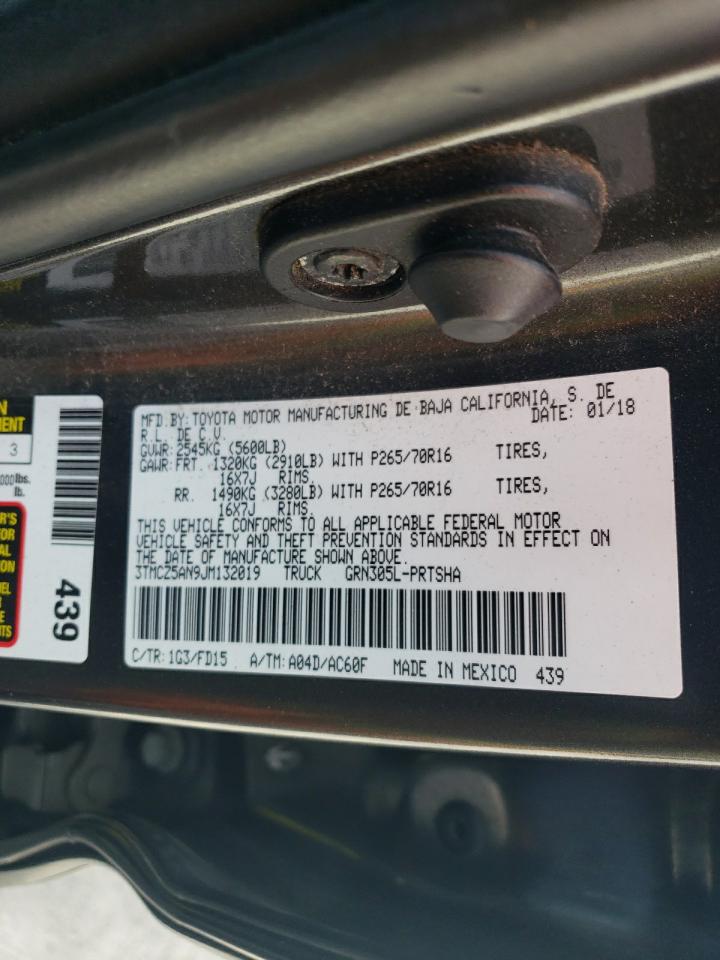 MFD. BY: TOYOTA MOTOR MANUFACTURING DE BAJA CALIFORNIA, S. DE
R.L. DE C.V. DATE: 01/18
GVWR: 2545KG (5600LB)
GAWR: FRT. 1320KG (2910LB) WITH P265/70R16 TIRES,
16X7J RIMS.
RR. 1490KG (3280LB) WITH P265/70R16 TIRES,
16X7J RIMS.
THIS VEHICLE CONFORMS TO ALL APPLICABLE FEDERAL MOTOR
VEHICLE SAFETY AND THEFT PREVENTION STANDARDS IN EFFECT ON
THE DATE OF MANUFACTURE SHOWN ABOVE.
3TMCZ5AN9JM132019 TRUCK GRN305L-PRTSHA
C/TR: 1G3/FD15 A/TM: A04D/AC60F MADE IN MEXICO 439
3
lbs.
lb.
439